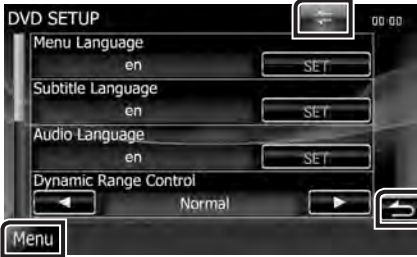 DVD SETUP
00:00
Menu Language
en
SET
Subtitle Language
en
SET
Audio Language
en
SET
Dynamic Range Control
Normal
Menu